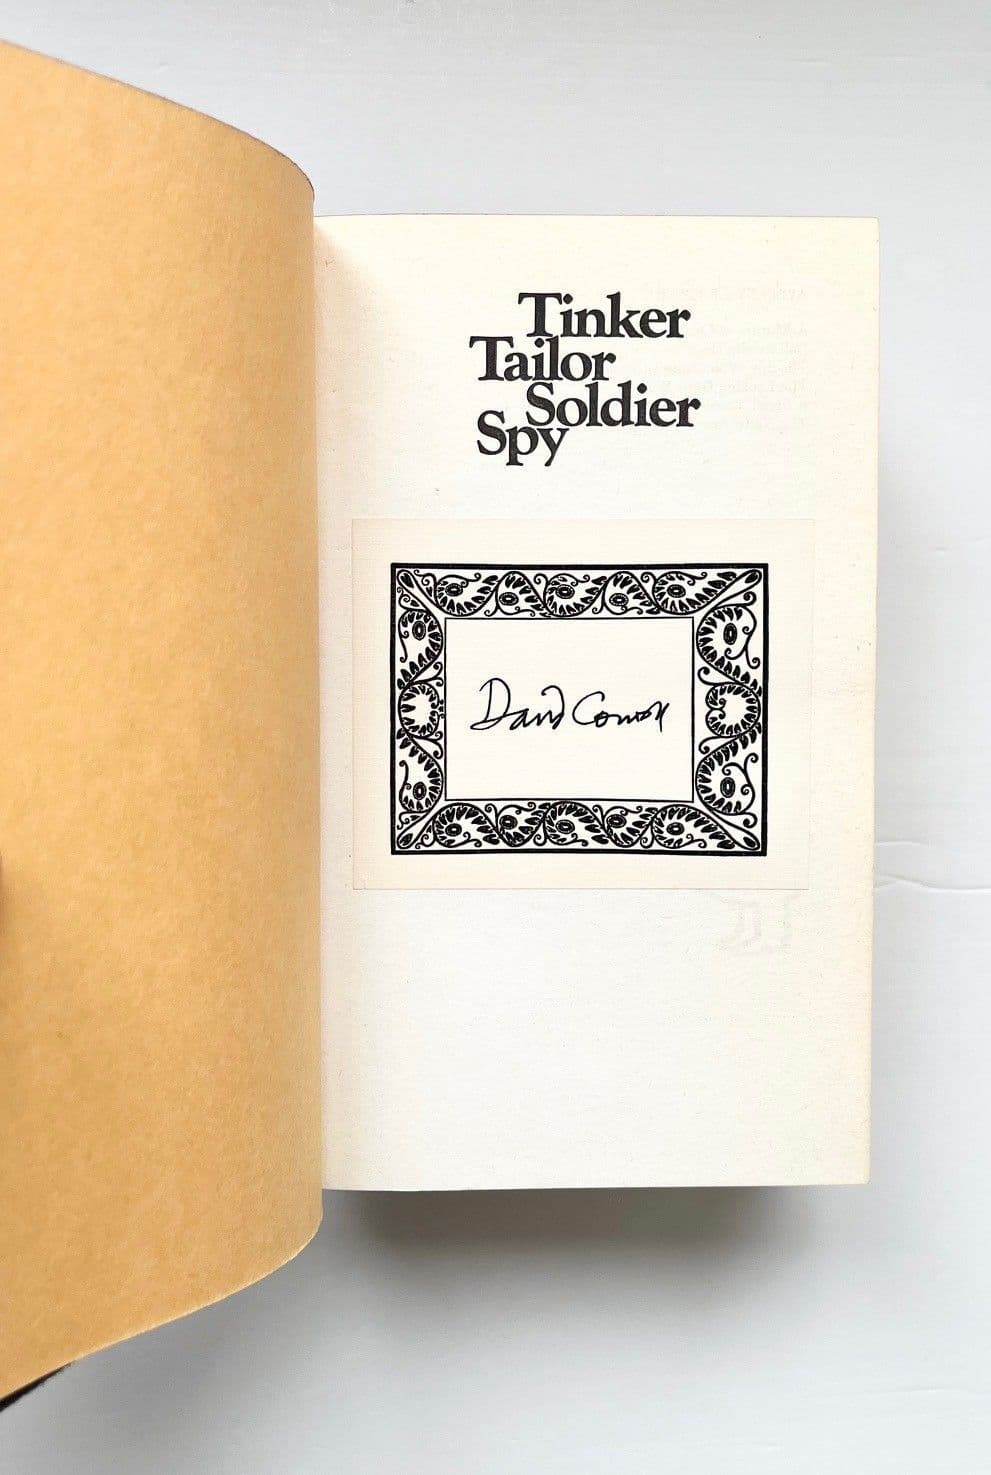 Tinker
Tailor
Soldier
Spy
David Cornwell